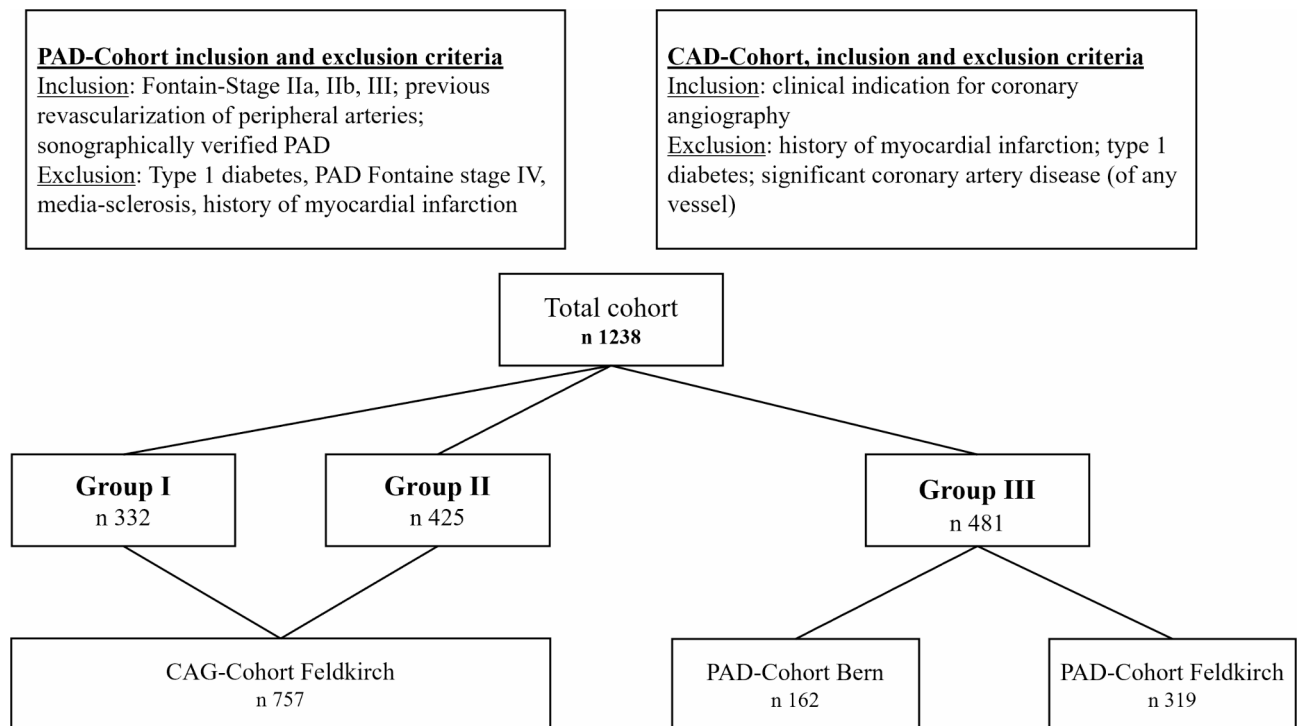 PAD-Cohort inclusion and exclusion criteria
Inclusion: Fontain-Stage IIa, IIb, III; previous
revascularization of peripheral arteries;
sonographically verified PAD
Exclusion: Type 1 diabetes, PAD Fontaine stage IV,
media-sclerosis, history of myocardial infarction
CAD-Cohort, inclusion and exclusion criteria
Inclusion: clinical indication for coronary
angiography
Exclusion: history of myocardial infarction; type 1
diabetes; significant coronary artery disease (of any
vessel)
Total cohort
n 1238
Group I
n 332
Group II
n 425
Group III
n 481
CAG-Cohort Feldkirch
n 757
PAD-Cohort Bern
n 162
PAD-Cohort Feldkirch
n 319